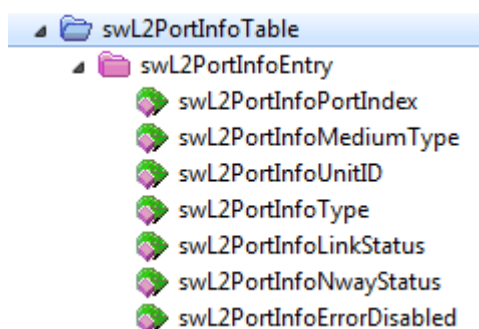 swL2PortInfoTable
swL2PortInfoEntry
swL2PortInfoPortIndex
swL2PortInfoMediumType
swL2PortInfoUnitID
swL2PortInfoType
swL2PortInfoLinkStatus
swL2PortInfoNwayStatus
swL2PortInfoErrorDisabled